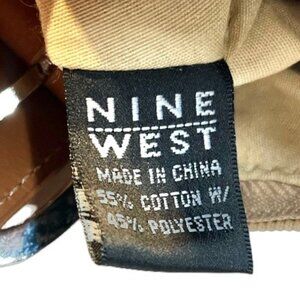 NINE
WEST
MADE IN CHINA
55% COTTON W/
45% POLYESTER